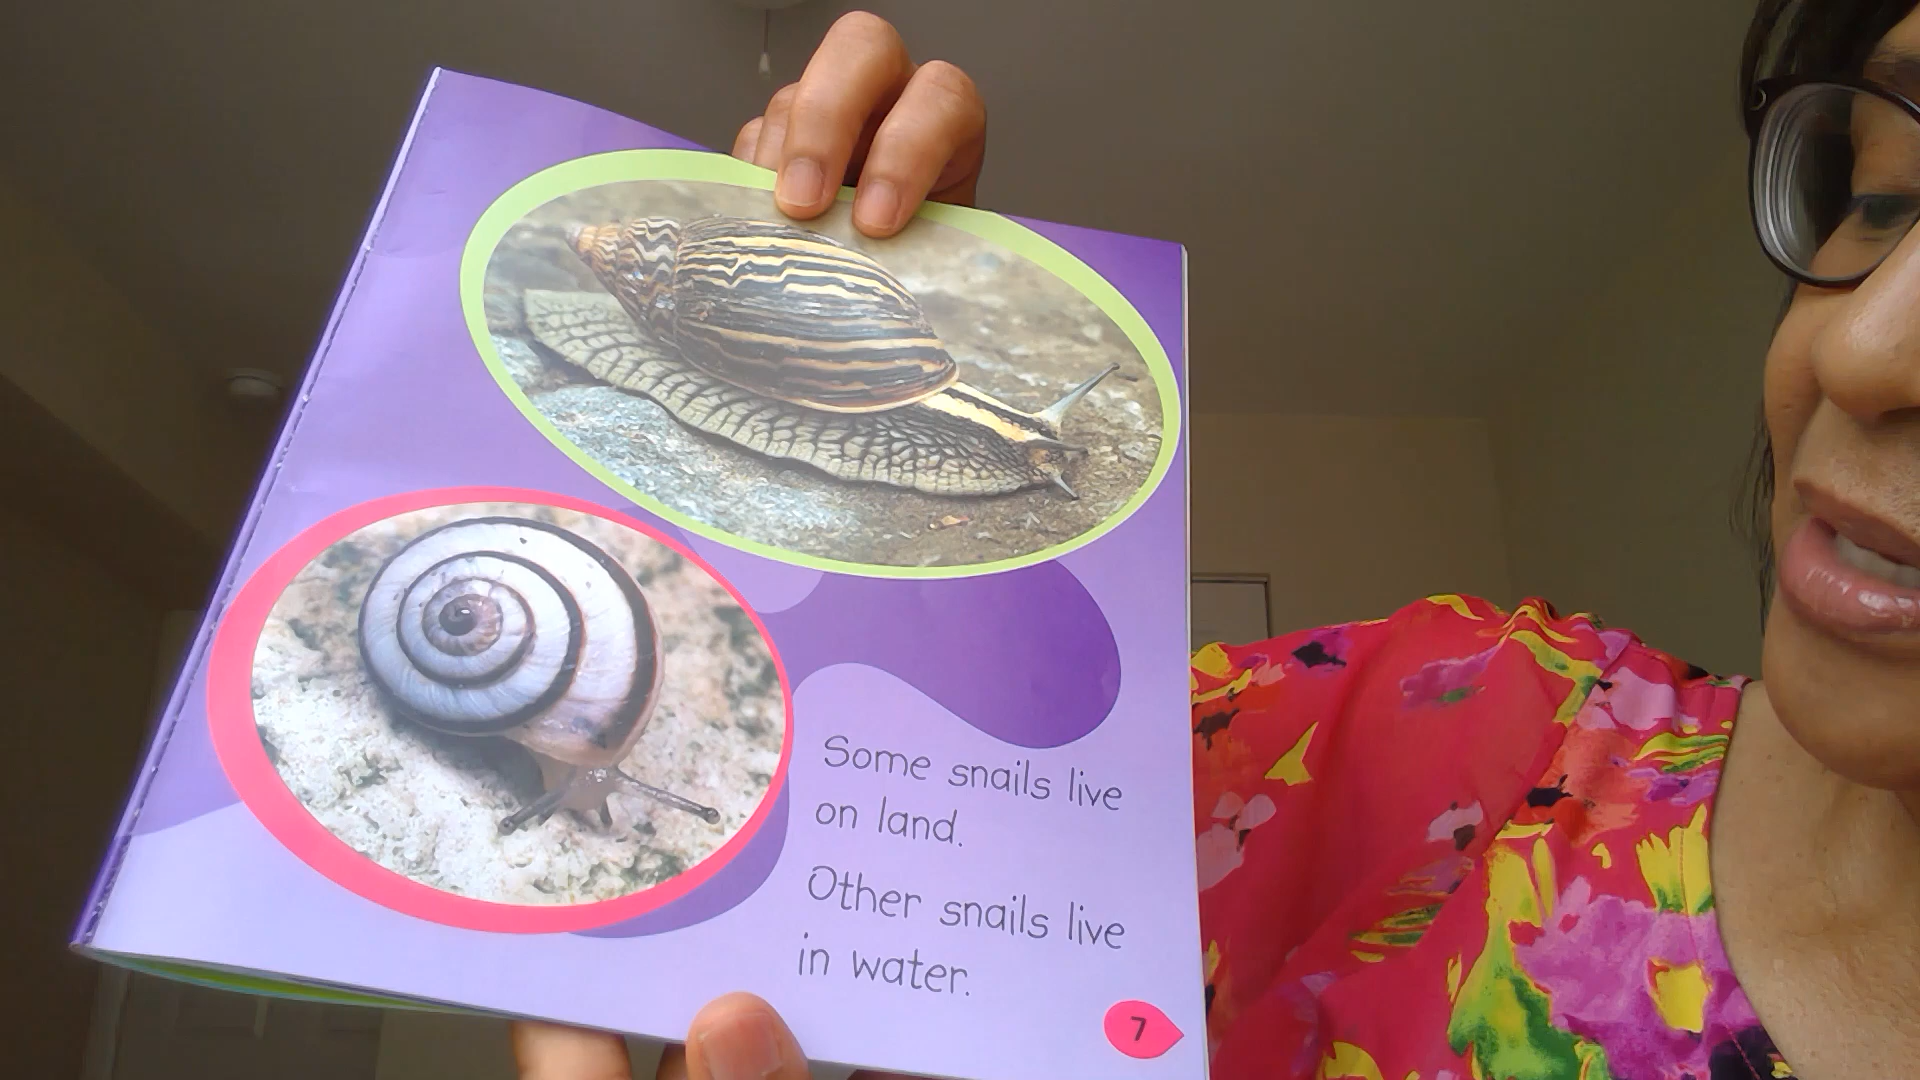 Some snails live
on land.
Other snails live
in water.
7